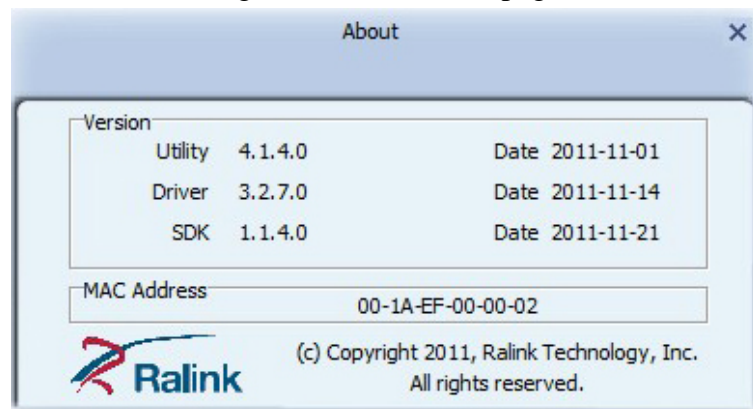 About
Version
Utility 4.1.4.0 Date 2011-11-01
Driver 3.2.7.0 Date 2011-11-14
SDK 1.1.4.0 Date 2011-11-21
MAC Address
00-1A-EF-00-00-02
Ralink
(c) Copyright 2011, Ralink Technology, Inc.
All rights reserved.